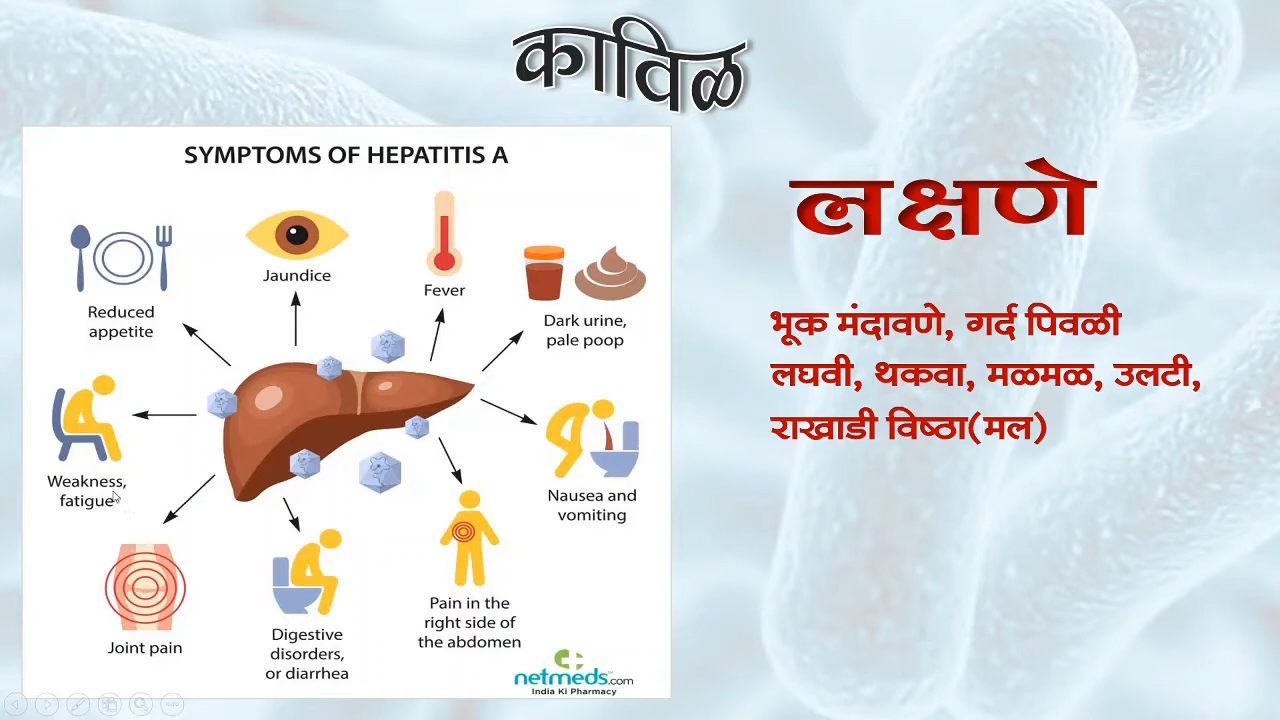 काविळ
SYMPTOMS OF HEPATITIS A
Reduced
appetite
Jaundice
Fever
Dark urine,
pale poop
Weakness,
fatigue
Nausea and
vomiting
Joint pain
Digestive
disorders,
or diarrhea
Pain in the
right side of
the abdomen
netmeds.com
India Ki Pharmacy
लक्षणे
भूक मंदावणे, गर्द पिवळी
लघवी, थकवा, मळमळ, उलटी,
राखाडी विष्ठा(मल)